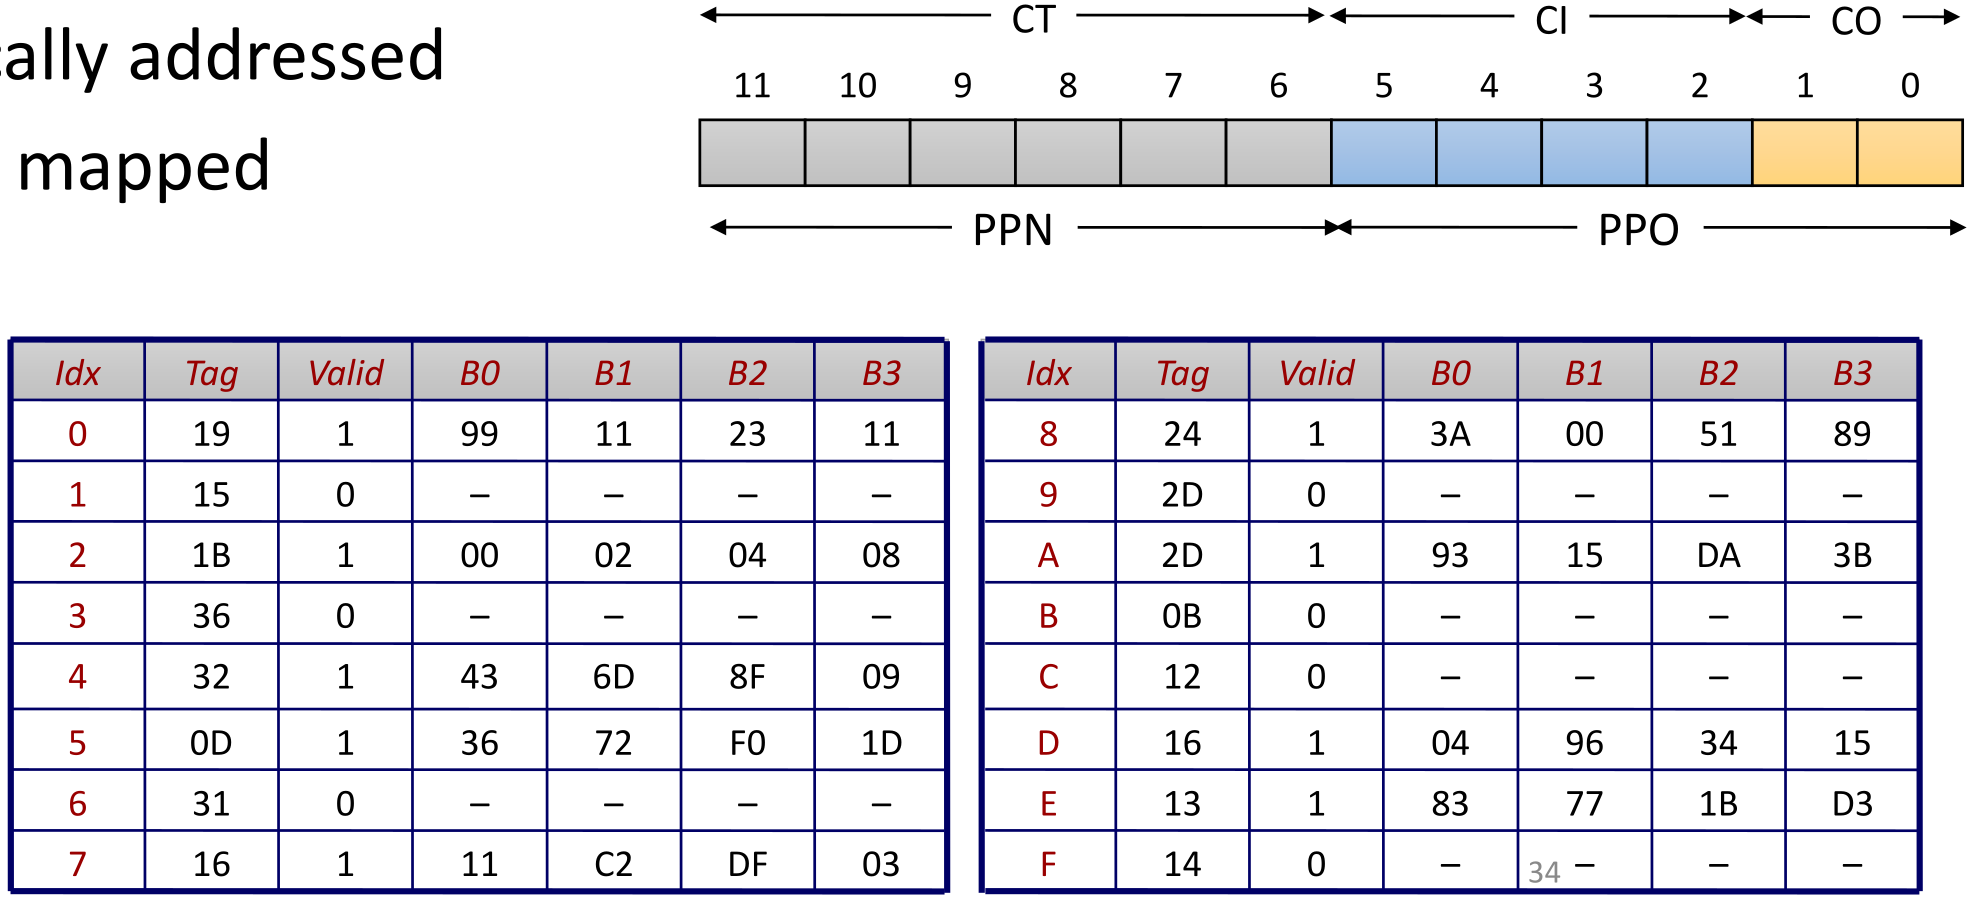 cally addressed
mapped
CT CI CO
11 10 9 8 7 6 5 4 3 2 1 0
PPN PPO
Idx Tag Valid B0 B1 B2 B3
0 19 1 99 11 23 11
1 15 0 – – – –
2 1B 1 00 02 04 08
3 36 0 – – – –
4 32 1 43 6D 8F 09
5 0D 1 36 72 F0 1D
6 31 0 – – – –
7 16 1 11 C2 DF 03
Idx Tag Valid B0 B1 B2 B3
8 24 1 3A 00 51 89
9 2D 0 – – – –
A 2D 1 93 15 DA 3B
B 0B 0 – – – –
C 12 0 – – – –
D 16 1 04 96 34 15
E 13 1 83 77 1B D3
F 14 0 – – – –
34